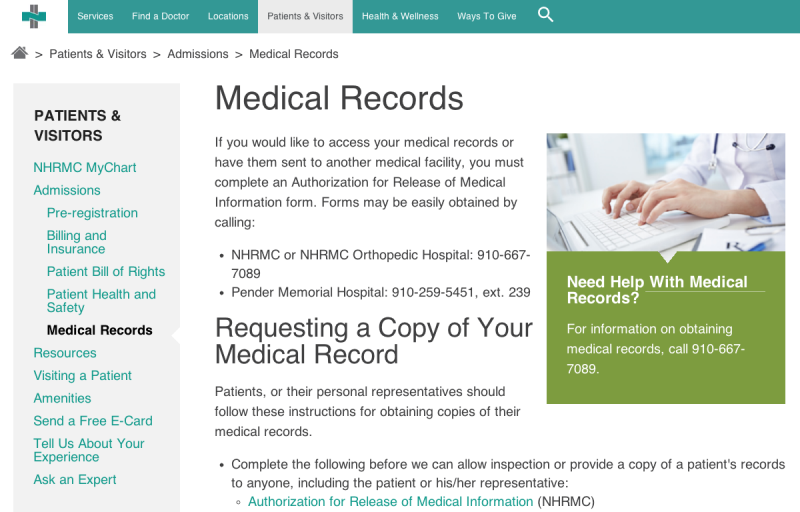 Services Find a Doctor Locations Patients & Visitors Health & Wellness Ways To Give
> Patients & Visitors > Admissions > Medical Records
PATIENTS &
VISITORS
NHRMC MyChart
Admissions
Pre-registration
Billing and
Insurance
Patient Bill of Rights
Patient Health and
Safety
Medical Records
Resources
Visiting a Patient
Amenities
Send a Free E-Card
Tell Us About Your
Experience
Ask an Expert
Medical Records
If you would like to access your medical records or
have them sent to another medical facility, you must
complete an Authorization for Release of Medical
Information form. Forms may be easily obtained by
calling:
• NHRMC or NHRMC Orthopedic Hospital: 910-667-
7089
• Pender Memorial Hospital: 910-259-5451, ext. 239
Need Help With Medical
Records?
For information on obtaining
medical records, call 910-667-
7089.
Requesting a Copy of Your
Medical Record
Patients, or their personal representatives should
follow these instructions for obtaining copies of their
medical records.
• Complete the following before we can allow inspection or provide a copy of a patient's records
to anyone, including the patient or his/her representative:
◦ Authorization for Release of Medical Information (NHRMC)